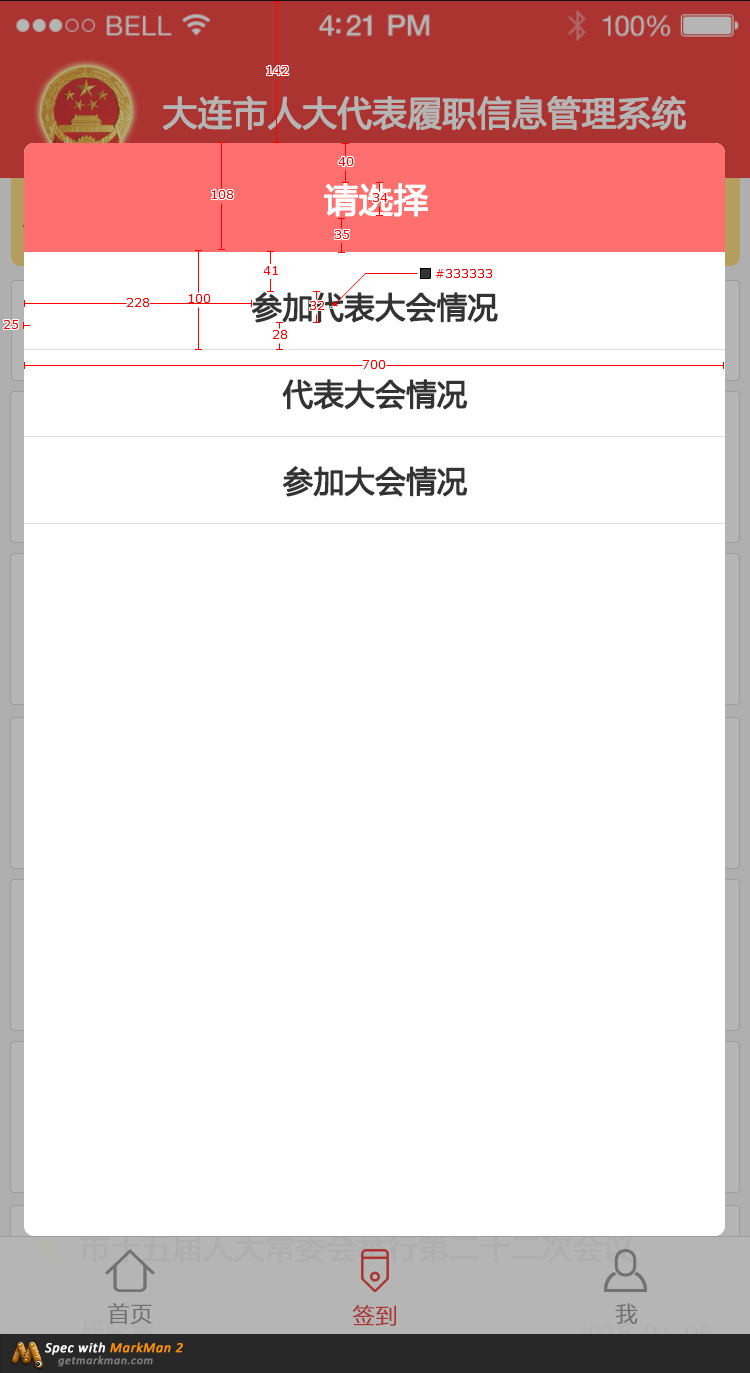 BELL 4:21 PM 100%
142
大连市人大代表履职信息管理系统
40
108 请选择 34
35
41 #333333
228 100 参加代表大会情况 32
25 28
700
代表大会情况
参加大会情况
市十五届人大常委会举行第二十二次会议
首页 签到 我
Spec with MarkMan 2
getmarkman.com